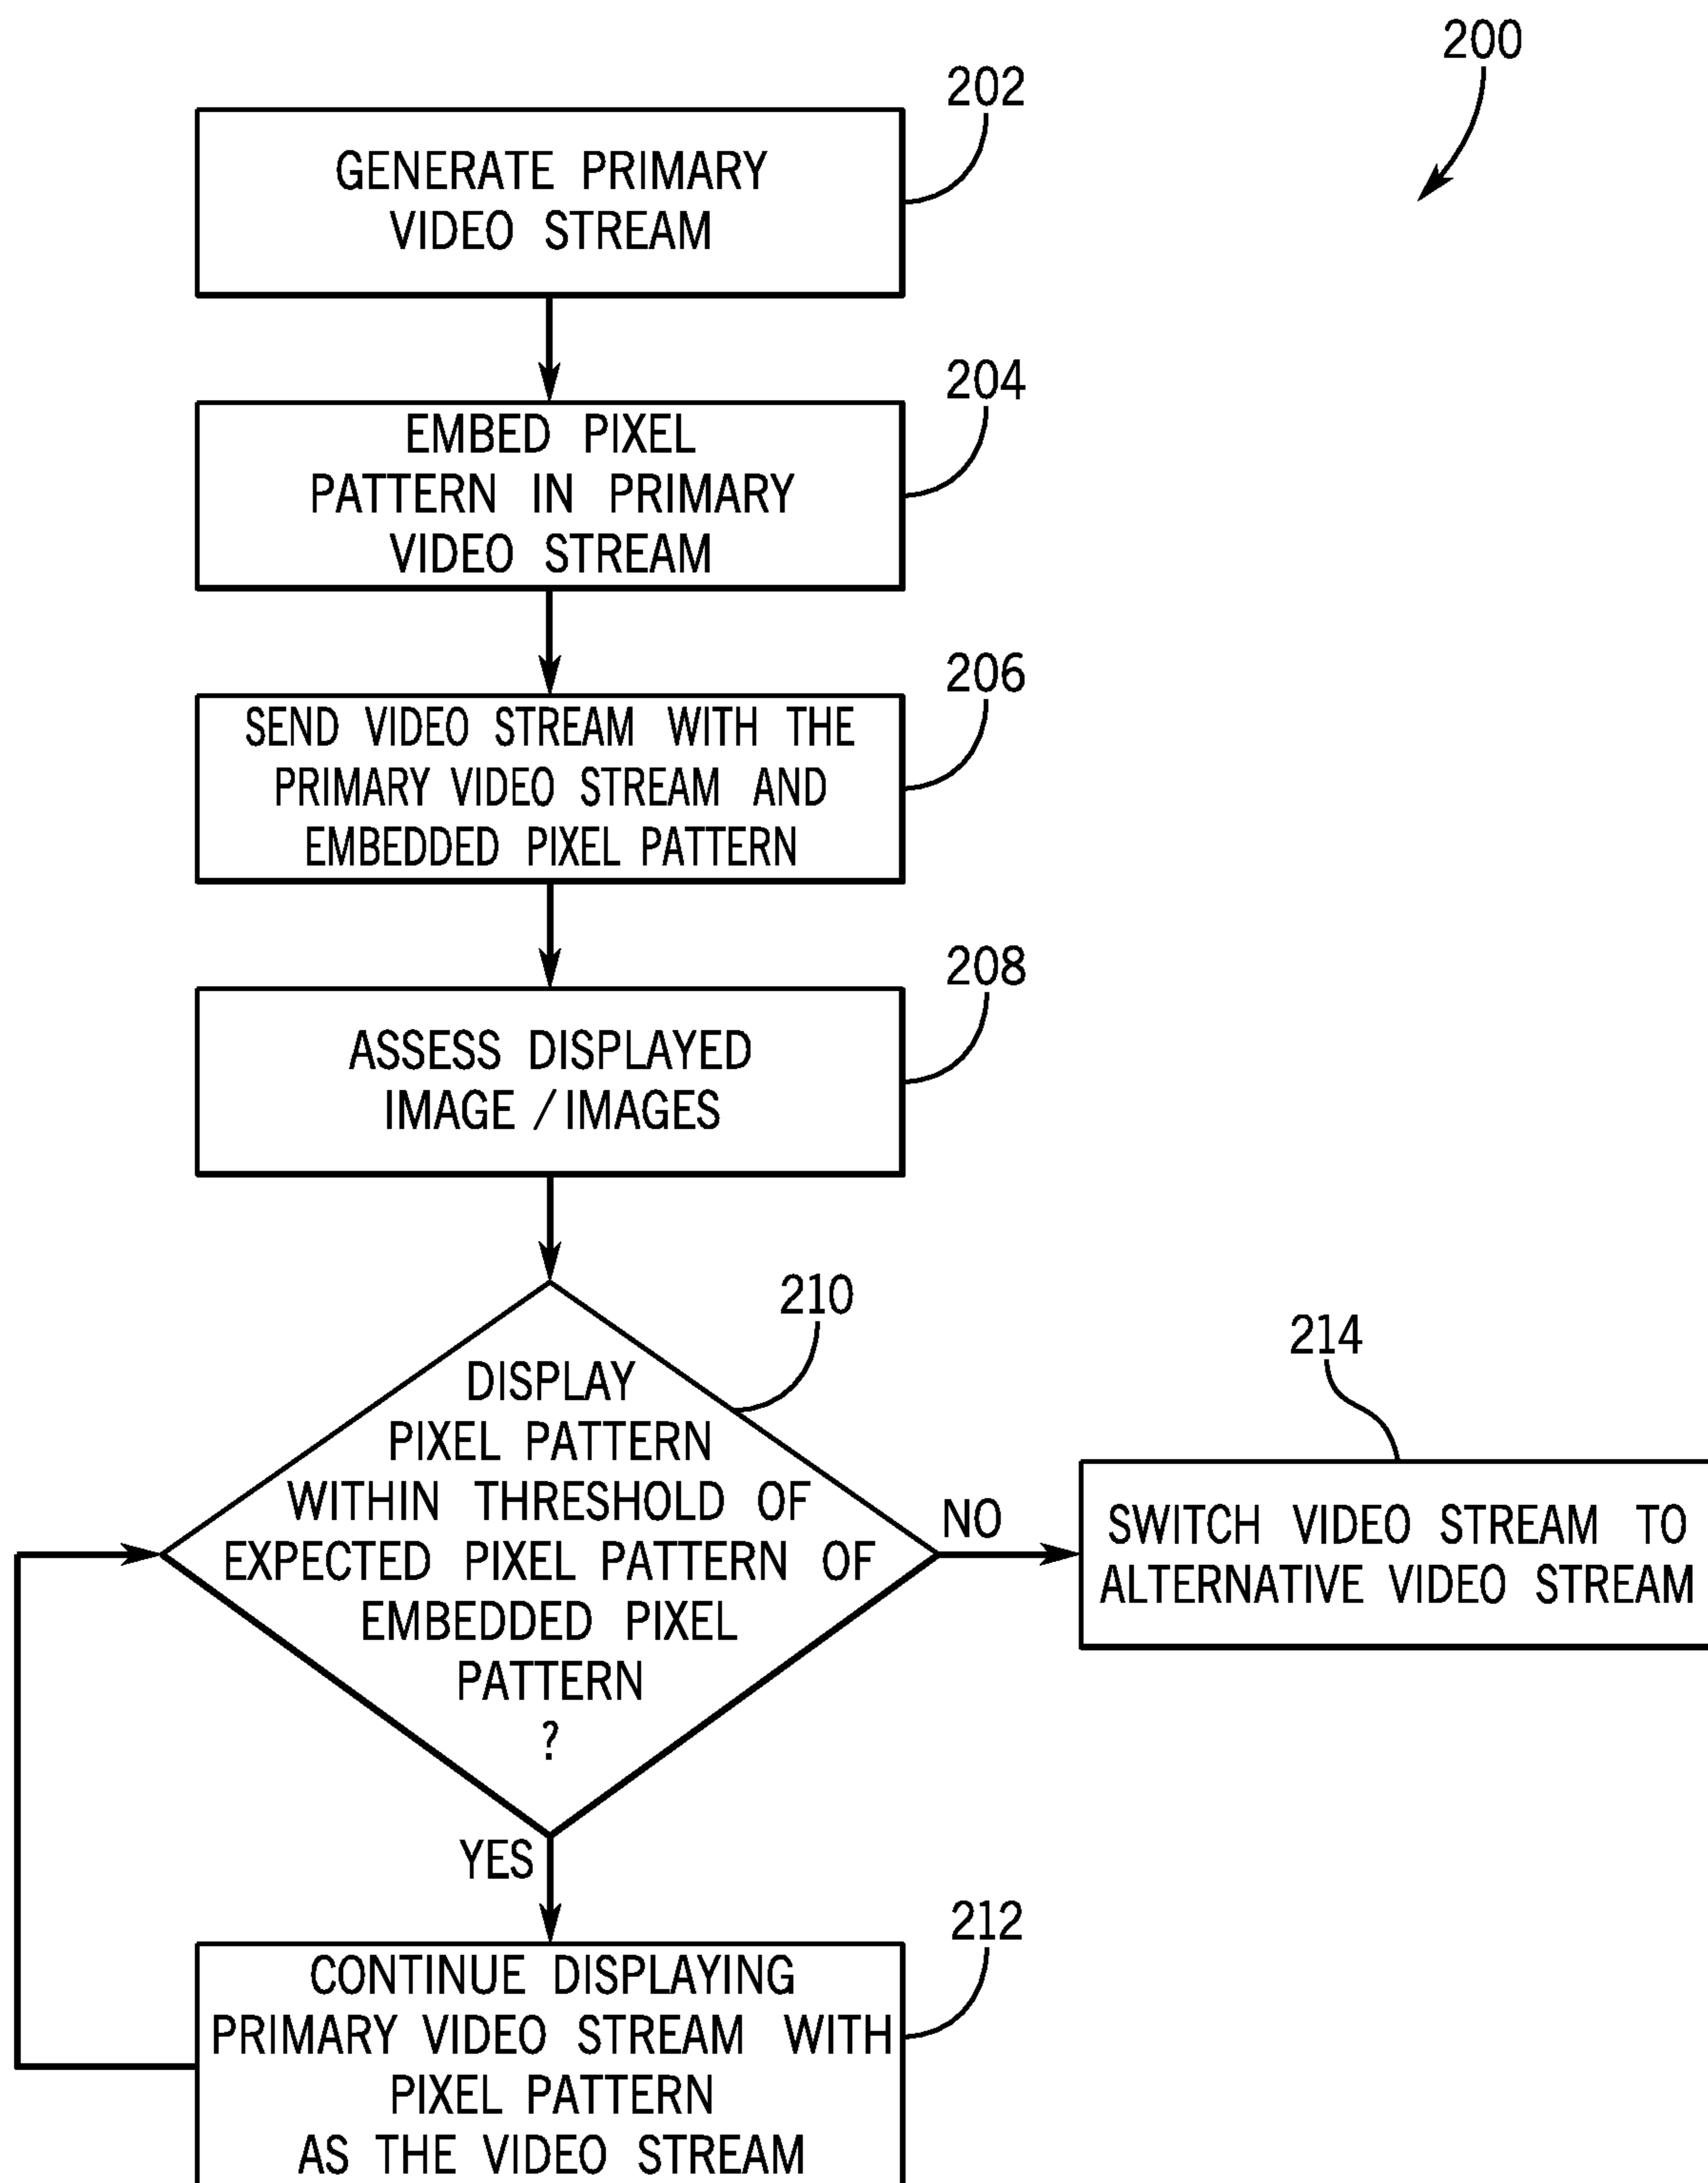 200
202
GENERATE PRIMARY
VIDEO STREAM
204
EMBED PIXEL
PATTERN IN PRIMARY
VIDEO STREAM
206
SEND VIDEO STREAM WITH THE
PRIMARY VIDEO STREAM AND
EMBEDDED PIXEL PATTERN
208
ASSESS DISPLAYED
IMAGE / IMAGES
210
DISPLAY
PIXEL PATTERN
WITHIN THRESHOLD OF
EXPECTED PIXEL PATTERN OF
EMBEDDED PIXEL
PATTERN
?
NO
214
SWITCH VIDEO STREAM TO
ALTERNATIVE VIDEO STREAM
YES
212
CONTINUE DISPLAYING
PRIMARY VIDEO STREAM WITH
PIXEL PATTERN
AS THE VIDEO STREAM